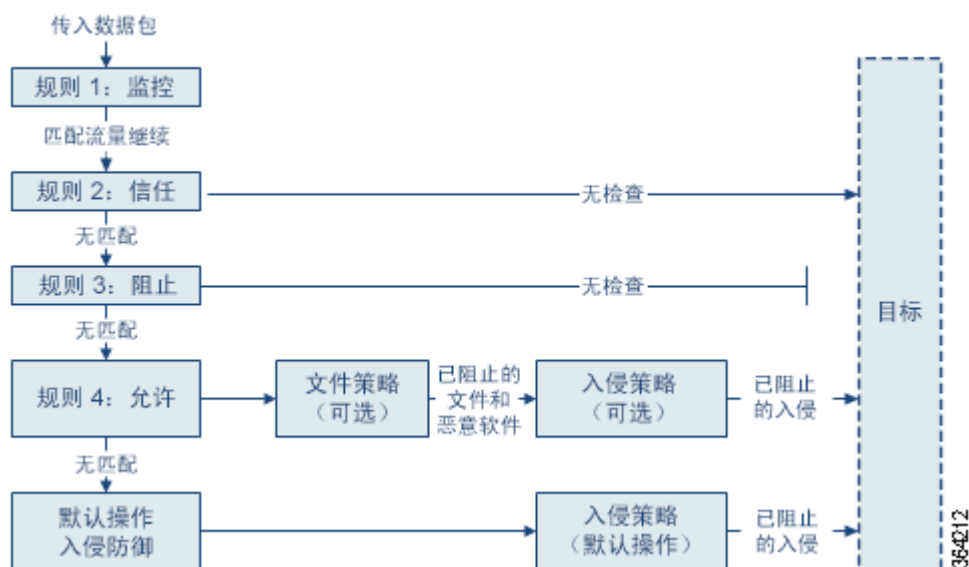 传入数据包
规则 1：监控
匹配流量继续
规则 2：信任
无检查
无匹配
规则 3：阻止
无检查
无匹配
规则 4：允许
文件策略
（可选）
已阻止的
文件和
恶意软件
入侵策略
（可选）
已阻止
的入侵
无匹配
默认操作
入侵防御
入侵策略
（默认操作）
已阻止
的入侵
目标
364212